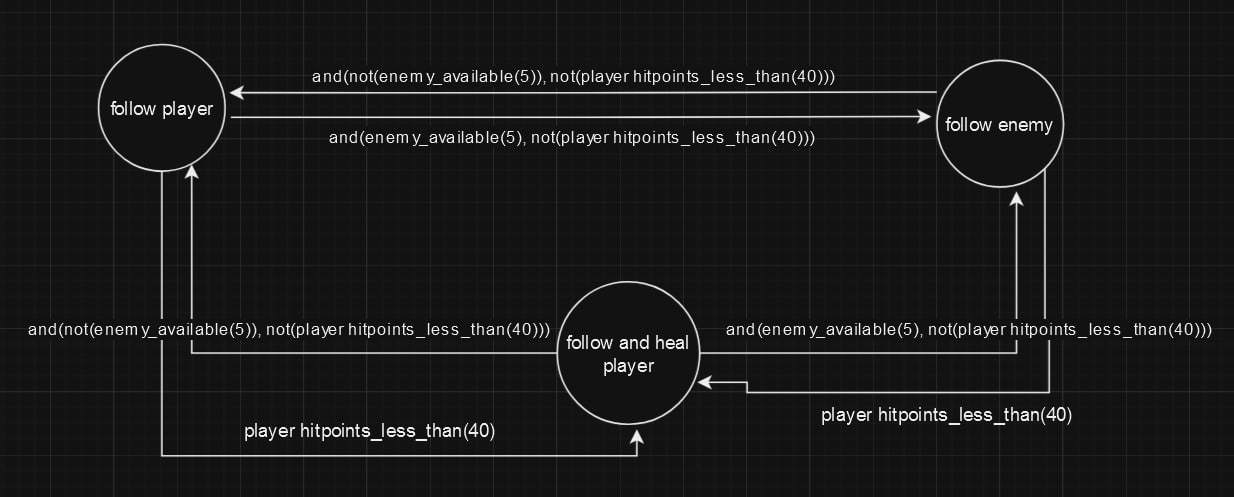 and(not(enemy_available(5)), not(player hitpoints_less_than(40)))
follow player
follow enemy
and(enemy_available(5), not(player hitpoints_less_than(40)))
and(not(enemy_available(5)), not(player hitpoints_less_than(40)))
follow and heal
player
and(enemy_available(5), not(player hitpoints_less_than(40)))
player hitpoints_less_than(40)
player hitpoints_less_than(40)